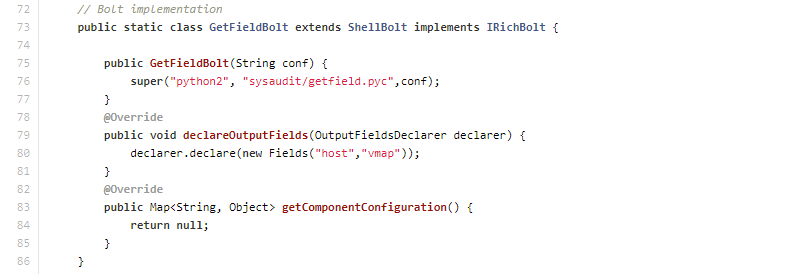 72 // Bolt implementation
73 public static class GetFieldBolt extends ShellBolt implements IRichBolt {
74
75 public GetFieldBolt(String conf) {
76 super("python2", "sysaudit/getfield.pyc",conf);
77 }
78 @Override
79 public void declareOutputFields(OutputFieldsDeclarer declarer) {
80 declarer.declare(new Fields("host","vmap"));
81 }
82 @Override
83 public Map<String, Object> getComponentConfiguration() {
84 return null;
85 }
86 }